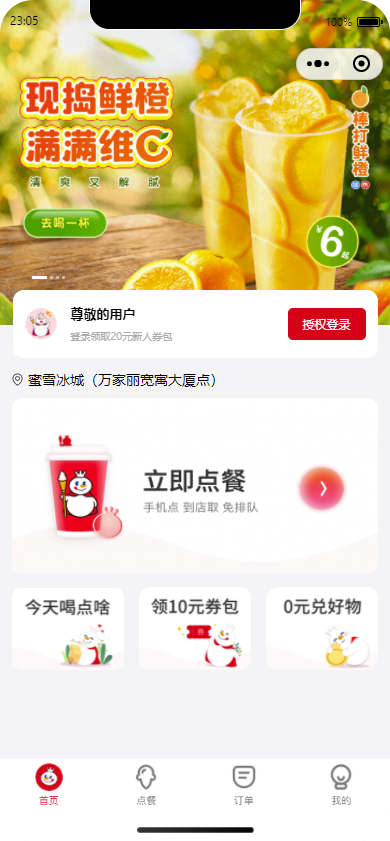 23:05
100%
现捣鲜橙
满满维C
清爽又解腻
去喝一杯
棒打鲜橙
¥6起
尊敬的用户
登录领取20元新人券包
授权登录
蜜雪冰城（万家丽宽寓大厦点）
立即点餐
手机点 到店取 免排队
今天喝点啥
领10元券包
0元兑好物
券
首页
点餐
订单
我的